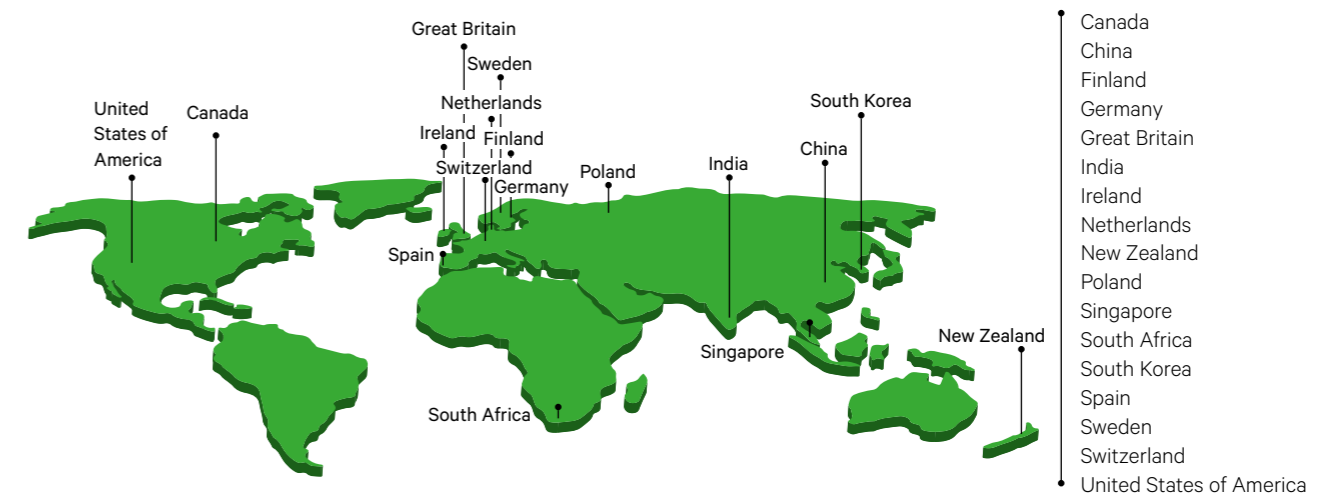 Great Britain
Sweden
Netherlands
Ireland
Finland
Switzerland
Germany
United
States of
America
Canada
Spain
Poland
India
China
South Korea
Singapore
South Africa
New Zealand
Canada
China
Finland
Germany
Great Britain
India
Ireland
Netherlands
New Zealand
Poland
Singapore
South Africa
South Korea
Spain
Sweden
Switzerland
United States of America